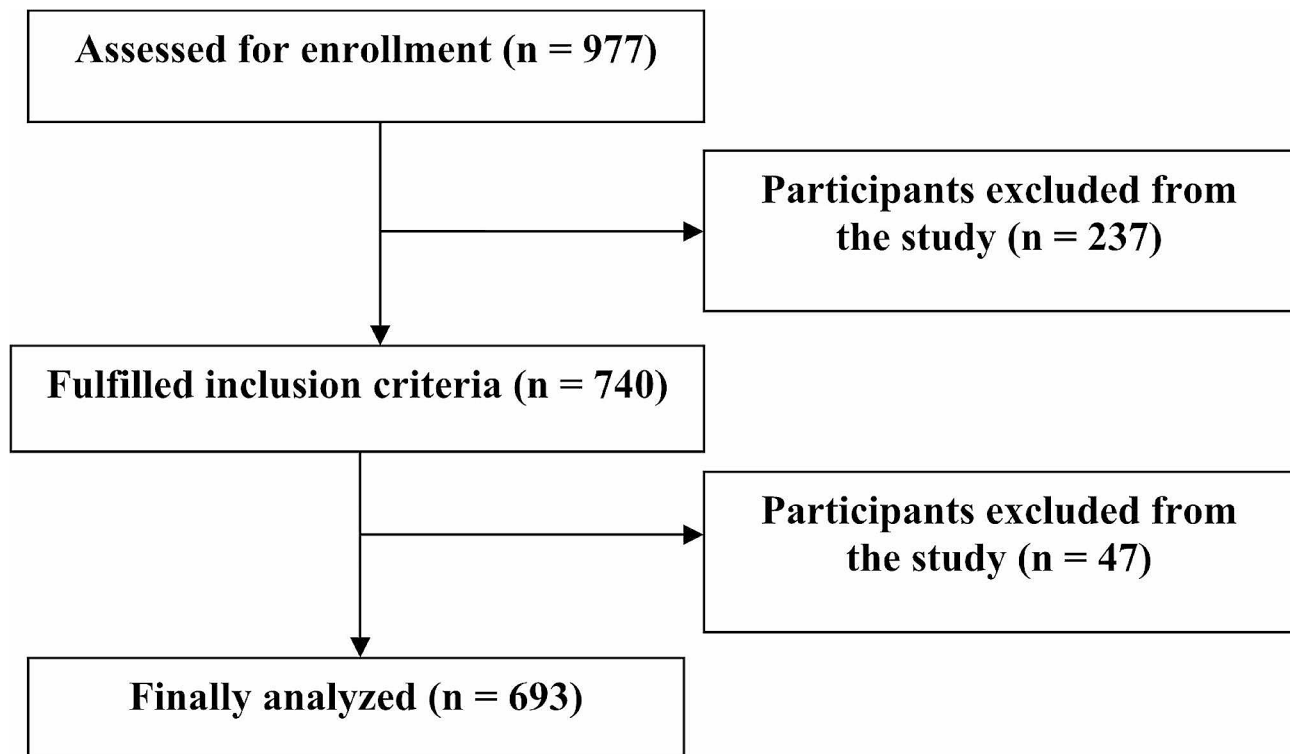 Assessed for enrollment (n = 977)
Participants excluded from
the study (n = 237)
Fulfilled inclusion criteria (n = 740)
Participants excluded from
the study (n = 47)
Finally analyzed (n = 693)